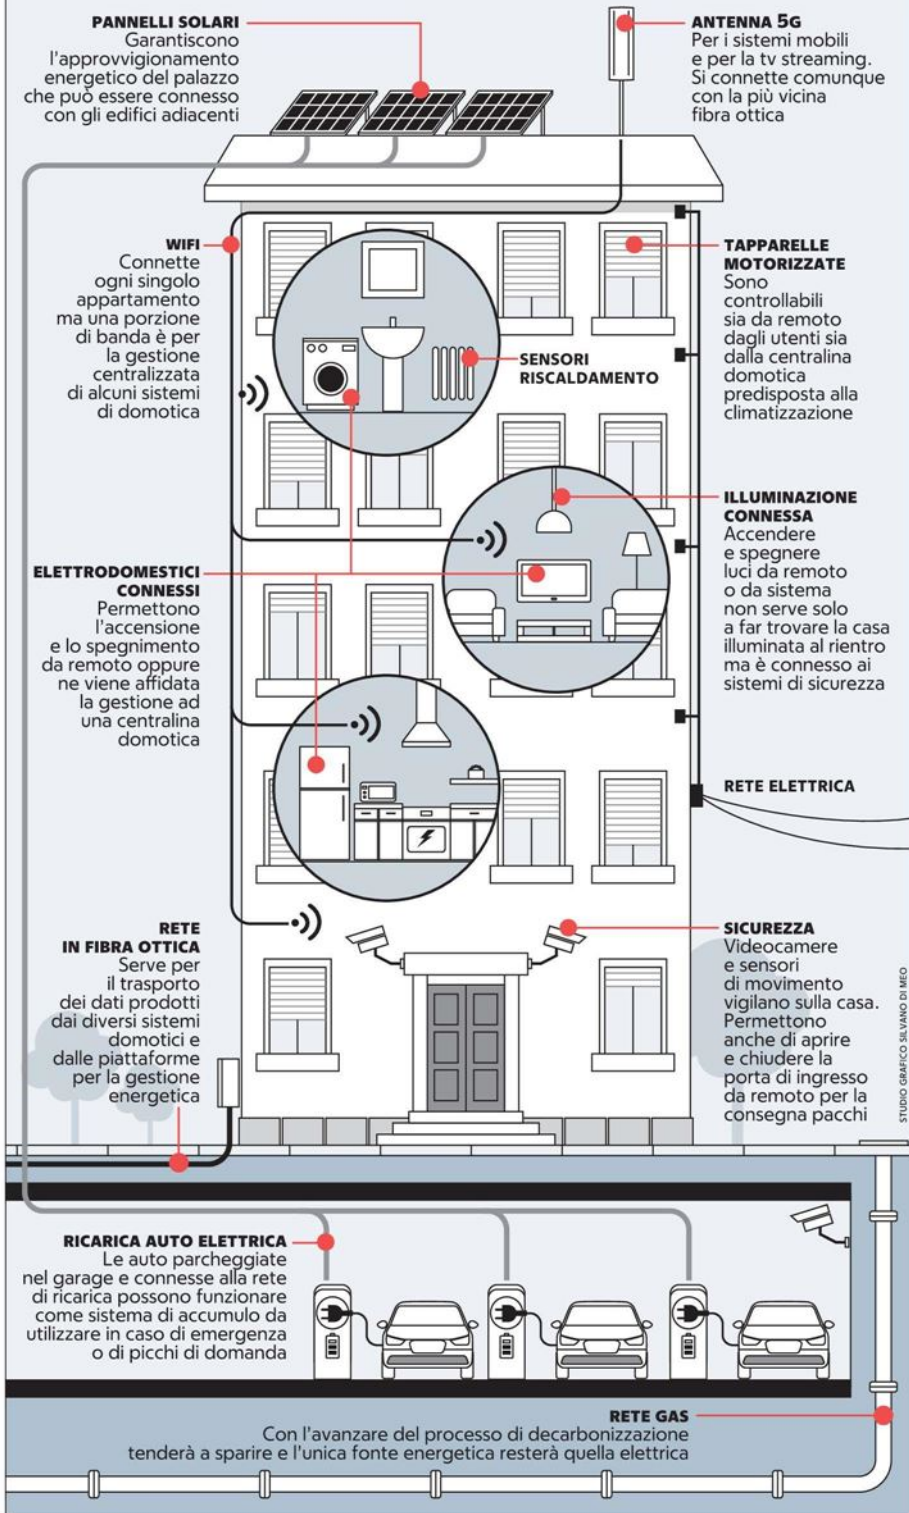 PANNELLI SOLARI
Garantiscono
l'approvvigionamento
energetico del palazzo
che può essere connesso
con gli edifici adiacenti
ANTENNA 5G
Per i sistemi mobili
e per la tv streaming.
Si connette comunque
con la più vicina
fibra ottica
WIFI
Connette
ogni singolo
appartamento
ma una porzione
di banda è per
la gestione
centralizzata
di alcuni sistemi
di domotica
SENSORI
RISCALDAMENTO
TAPPARELLE
MOTORIZZATE
Sono
controllabili
sia da remoto
dagli utenti sia
dalla centralina
domotica
predisposta alla
climatizzazione
ILLUMINAZIONE
CONNESSA
Accendere
e spegnere
luci da remoto
o da sistema
non serve solo
a far trovare la casa
illuminata al rientro
ma è connesso ai
sistemi di sicurezza
ELETTRODOMESTICI
CONNESSI
Permettono
l'accensione
e lo spegnimento
da remoto oppure
ne viene affidata
la gestione ad
una centralina
domotica
RETE ELETTRICA
RETE
IN FIBRA OTTICA
Serve per
il trasporto
dei dati prodotti
dai diversi sistemi
domotici e
dalle piattaforme
per la gestione
energetica
SICUREZZA
Videocamere
e sensori
di movimento
vigilano sulla casa.
Permettono
anche di aprire
e chiudere la
porta di ingresso
da remoto per la
consegna pacchi
STUDIO GRAFICO SILVANO DI MEO
RICARICA AUTO ELETTRICA
Le auto parcheggiate
nel garage e connesse alla rete
di ricarica possono funzionare
come sistema di accumulo da
utilizzare in caso di emergenza
o di picchi di domanda
RETE GAS
Con l'avanzare del processo di decarbonizzazione
tenderà a sparire e l'unica fonte energetica resterà quella elettrica